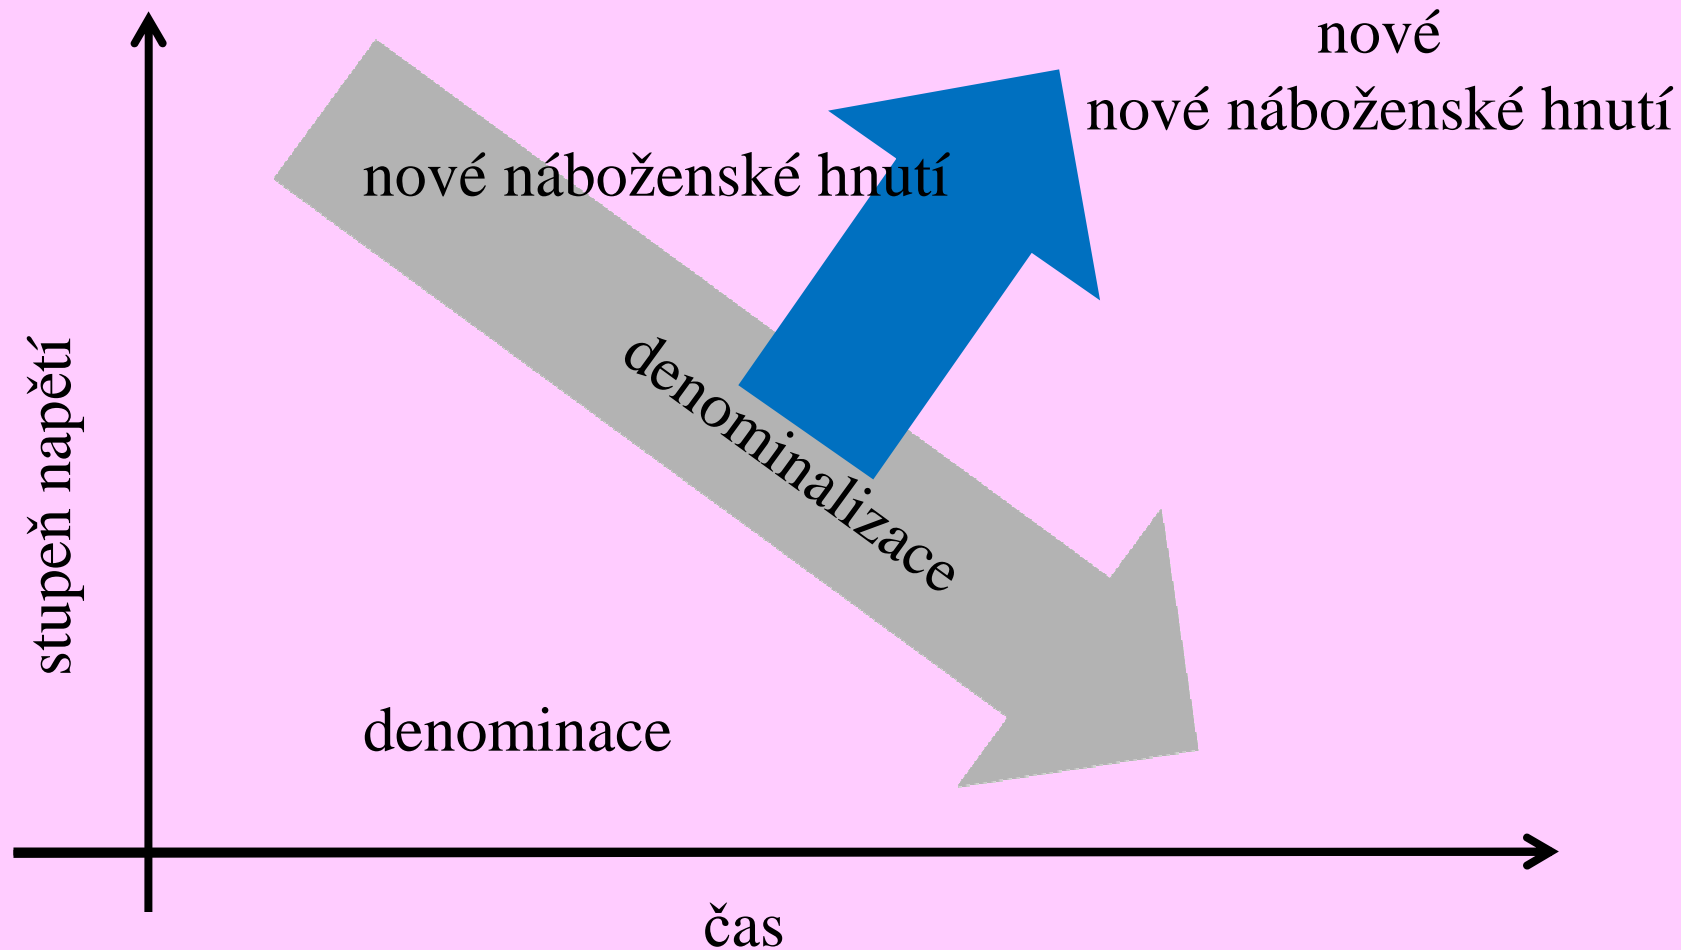 nové
nové náboženské hnutí
nové náboženské hnutí
denominalizace
stupeň napětí
denominace
čas